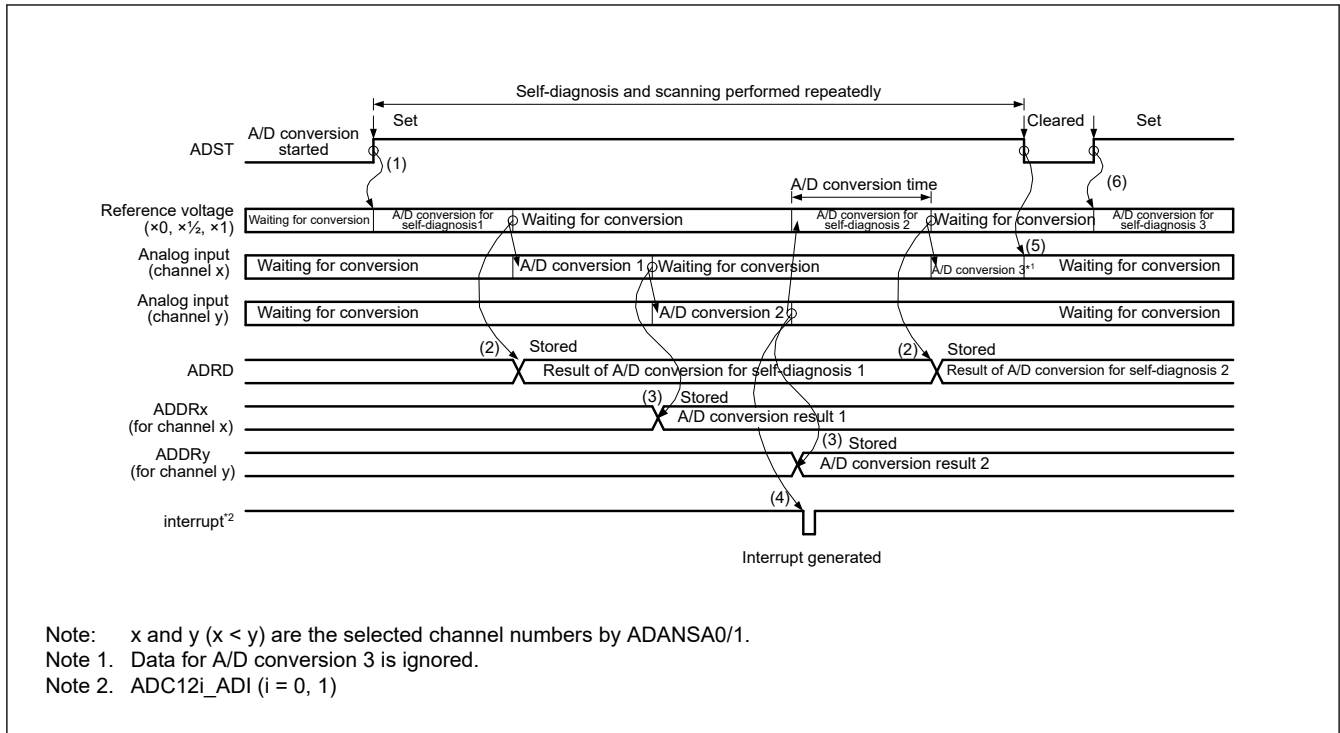 Self-diagnosis and scanning performed repeatedly
Set
Cleared
Set
A/D conversion
started
ADST
(1)
(6)
A/D conversion time
Reference voltage
(×0, ×½, ×1)
Waiting for conversion
A/D conversion for
self-diagnosis1
Waiting for conversion
A/D conversion for
self-diagnosis 2
Waiting for conversion
A/D conversion for
self-diagnosis 3
(5)
Analog input
(channel x)
Waiting for conversion
A/D conversion 1
Waiting for conversion
A/D conversion 3*1
Waiting for conversion
Analog input
(channel y)
Waiting for conversion
A/D conversion 2
Waiting for conversion
(2)
Stored
(2)
Stored
ADRD
Result of A/D conversion for self-diagnosis 1
Result of A/D conversion for self-diagnosis 2
(3)
Stored
ADDRx
(for channel x)
A/D conversion result 1
(3)
Stored
ADDRy
(for channel y)
A/D conversion result 2
(4)
interrupt*2
Interrupt generated
Note: x and y (x < y) are the selected channel numbers by ADANSA0/1.
Note 1. Data for A/D conversion 3 is ignored.
Note 2. ADC12i_ADI (i = 0, 1)